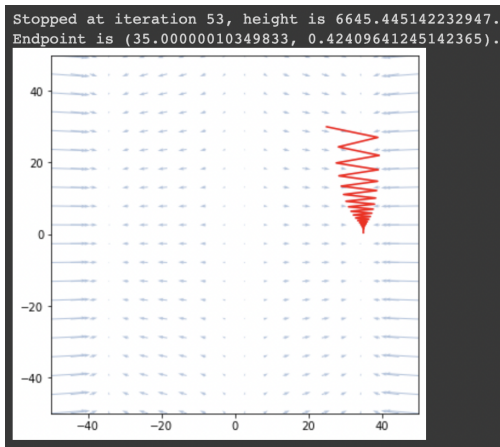 Stopped at iteration 53, height is 6645.445142232947.
Endpoint is (35.00000010349833, 0.42409641245142365).
40
20
0
−20
−40
−40 −20 0 20 40